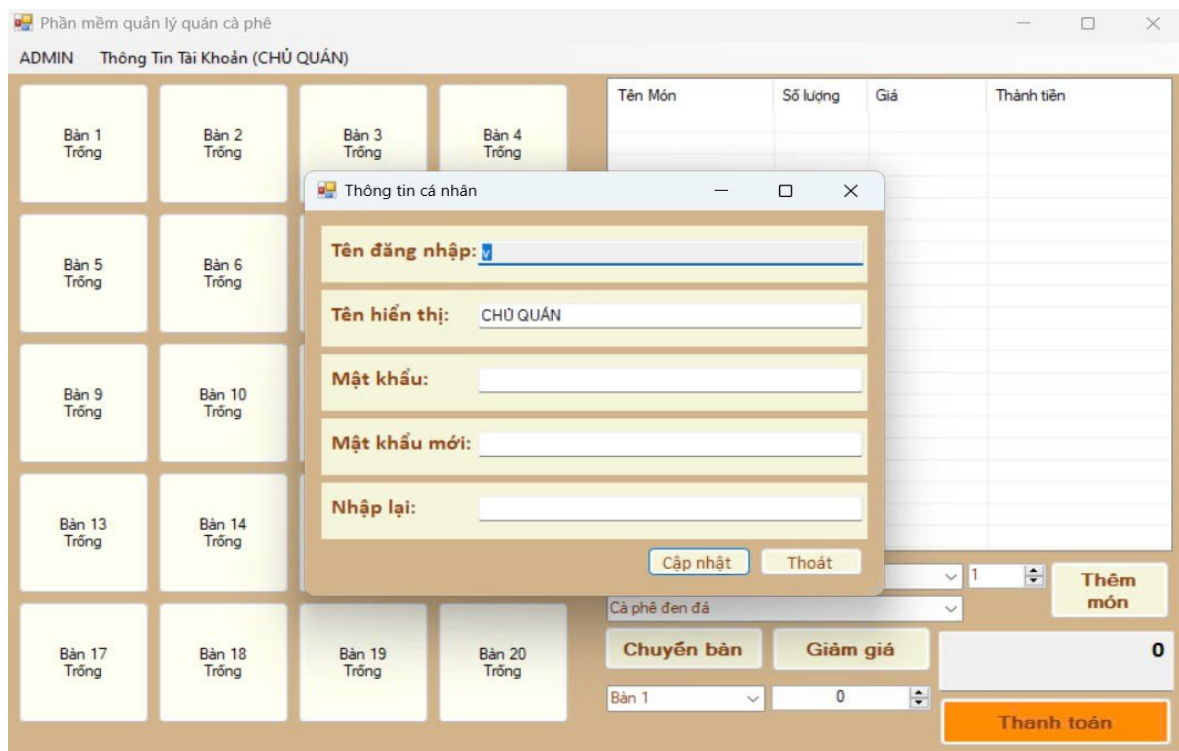 Phần mềm quản lý quán cà phê
ADMIN Thông Tin Tài Khoản (CHỦ QUÁN)
Bàn 1
Trống
Bàn 2
Trống
Bàn 3
Trống
Bàn 4
Trống
Bàn 5
Trống
Bàn 6
Trống
Bàn 9
Trống
Bàn 10
Trống
Bàn 13
Trống
Bàn 14
Trống
Bàn 17
Trống
Bàn 18
Trống
Bàn 19
Trống
Bàn 20
Trống
Thông tin cá nhân
Tên đăng nhập: v
Tên hiển thị: CHỦ QUÁN
Mật khẩu:
Mật khẩu mới:
Nhập lại:
Cập nhật Thoát
Tên Món Số lượng Giá Thành tiền
1
Thêm
món
Cà phê đen đá
Chuyển bàn Giảm giá
0
Bàn 1 0
Thanh toán